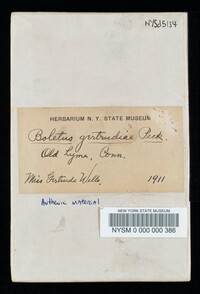 NYSd5134
HERBARIUM N. Y. STATE MUSEUM
Boletus gertrudiae Peck.
Old Lyme, Conn.
Miss Gertrude Wells, 1911
Authentic material
NEW YORK STATE MUSEUM
NYSM 0 000 000 386